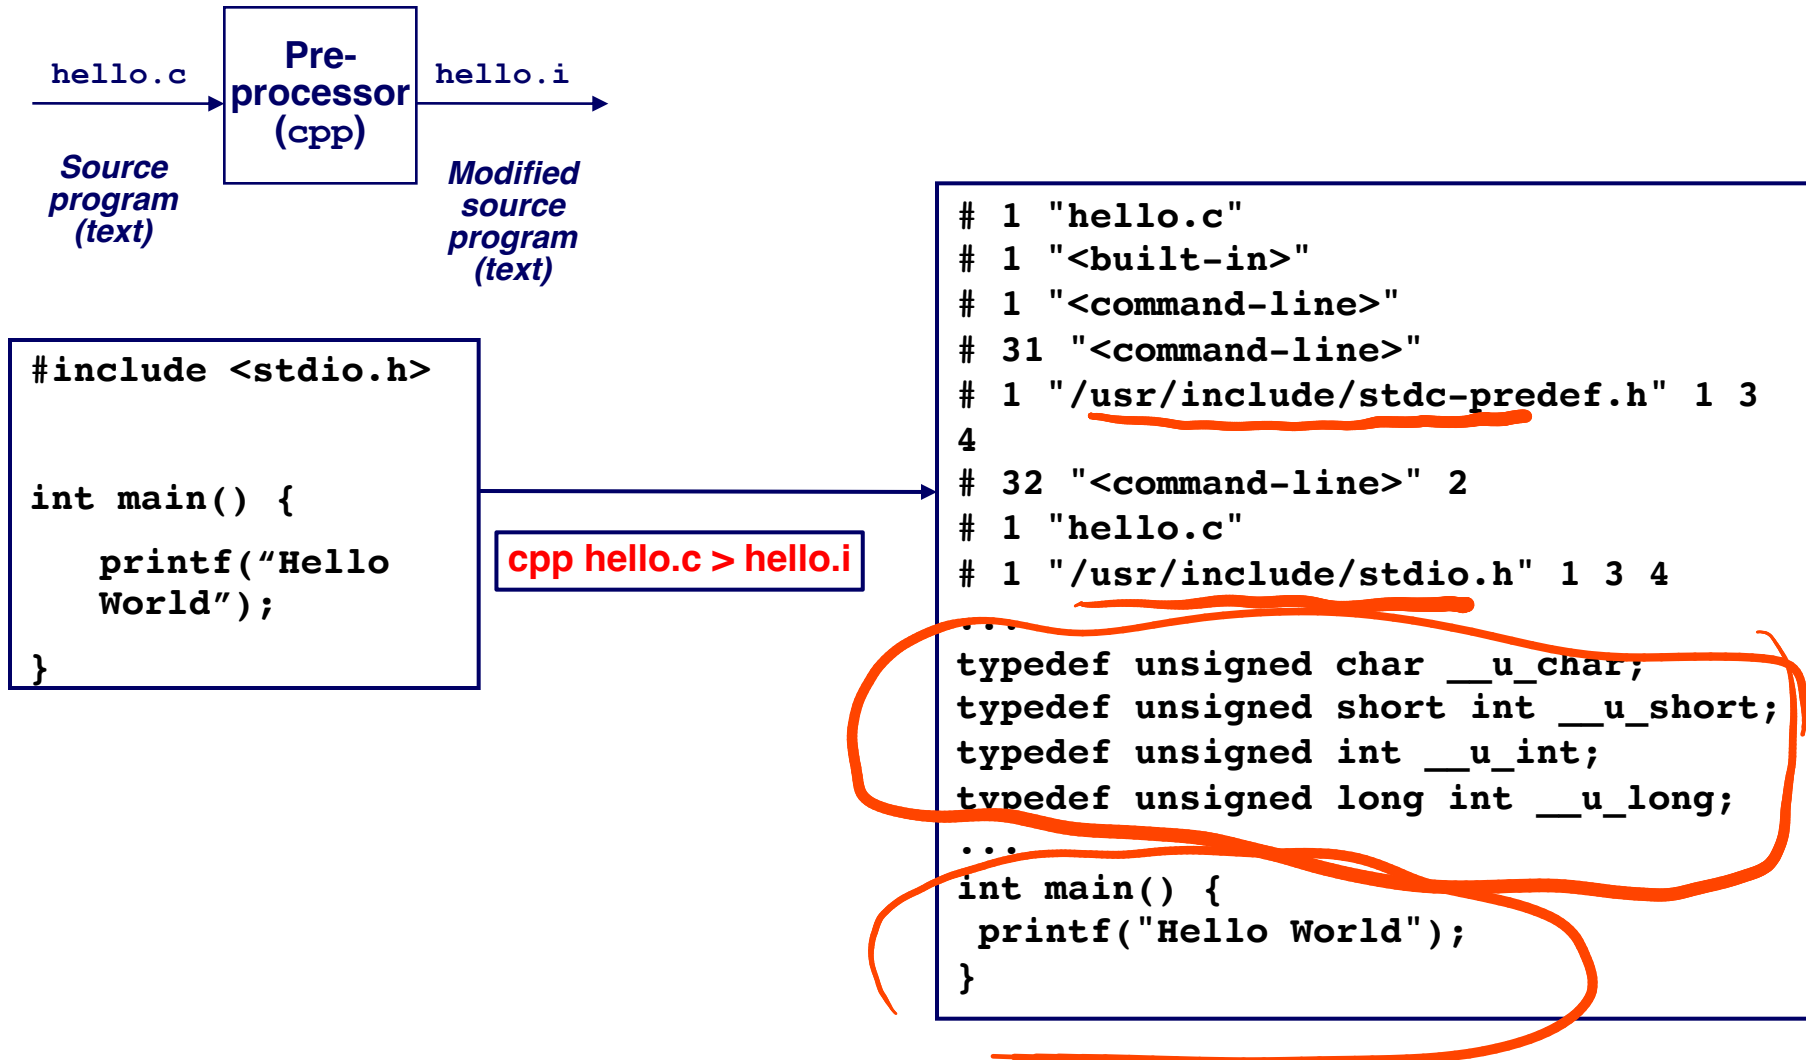 hello.c
Pre-
processor
(cpp)
hello.i
Source
program
(text)
Modified
source
program
(text)
#include <stdio.h>
int main() {
printf(“Hello
World”);
}
cpp hello.c > hello.i
# 1 "hello.c"
# 1 "<built-in>"
# 1 "<command-line>"
# 31 "<command-line>"
# 1 "/usr/include/stdc-predef.h" 1 3
4
# 32 "<command-line>" 2
# 1 "hello.c"
# 1 "/usr/include/stdio.h" 1 3 4
...
typedef unsigned char __u_char;
typedef unsigned short int __u_short;
typedef unsigned int __u_int;
typedef unsigned long int __u_long;
...
int main() {
printf("Hello World");
}